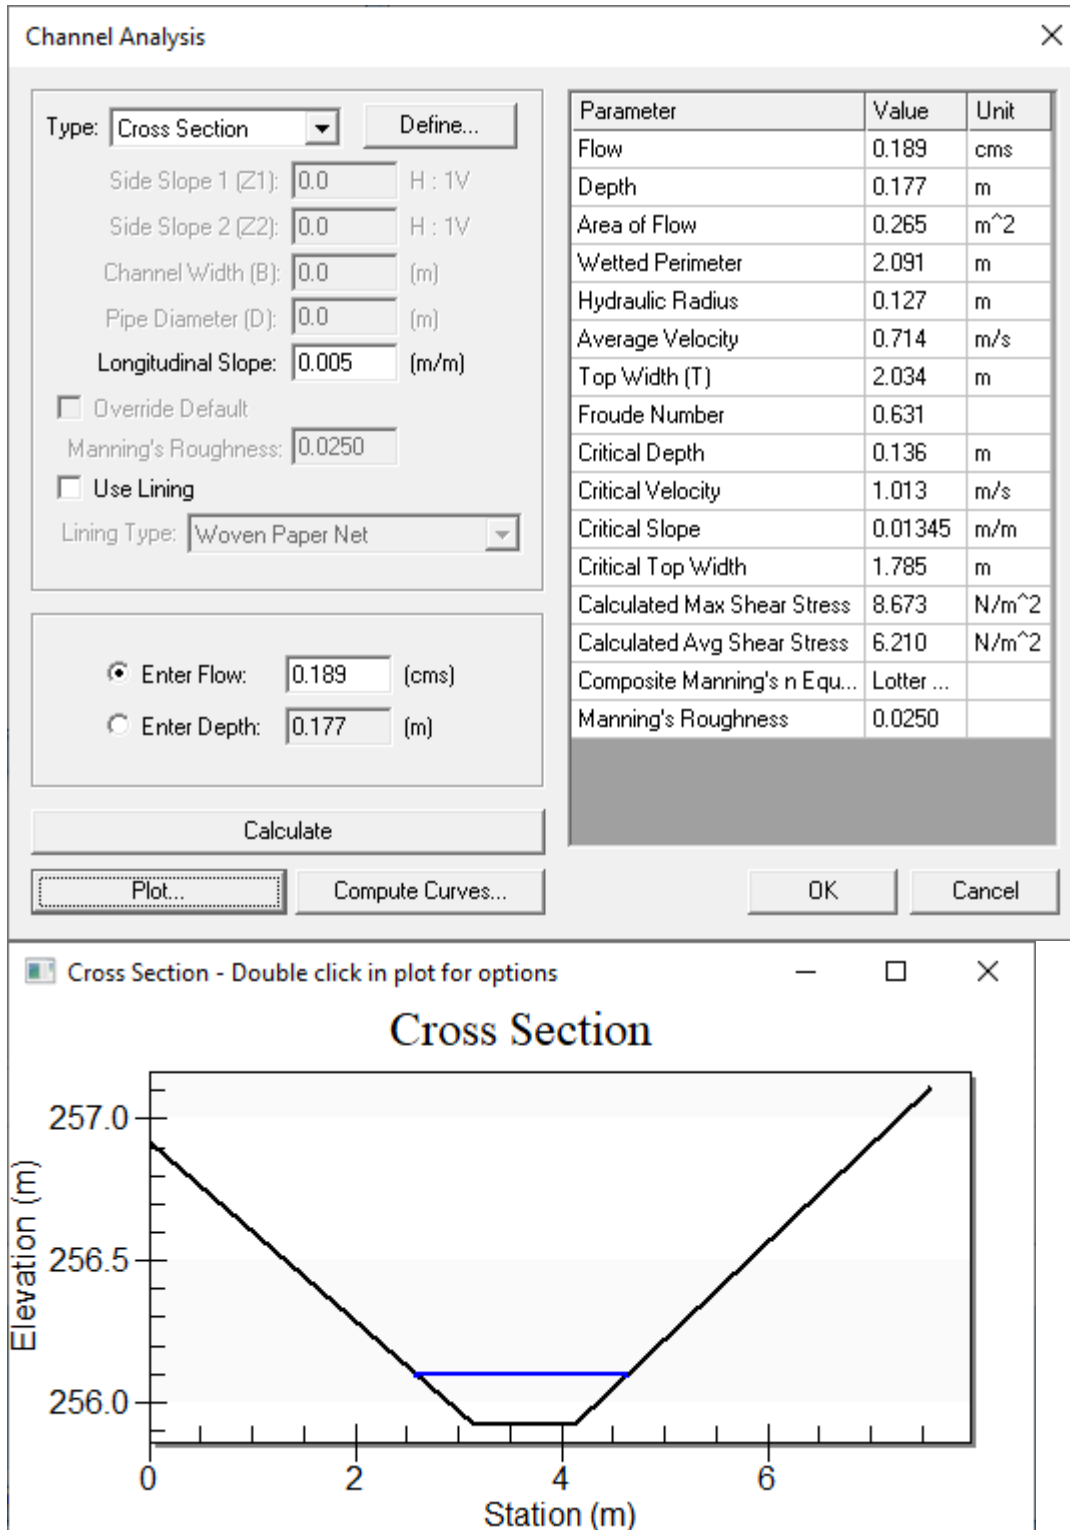 Channel Analysis
Type: Cross Section Define...
Side Slope 1 (Z1): 0.0 H : 1V
Side Slope 2 (Z2): 0.0 H : 1V
Channel Width (B): 0.0 (m)
Pipe Diameter (D): 0.0 (m)
Longitudinal Slope: 0.005 (m/m)
Override Default
Manning's Roughness: 0.0250
Use Lining
Lining Type: Woven Paper Net
Enter Flow: 0.189 (cms)
Enter Depth: 0.177 (m)
Calculate
Plot... Compute Curves...
Parameter Value Unit
Flow 0.189 cms
Depth 0.177 m
Area of Flow 0.265 m^2
Wetted Perimeter 2.091 m
Hydraulic Radius 0.127 m
Average Velocity 0.714 m/s
Top Width (T) 2.034 m
Froude Number 0.631
Critical Depth 0.136 m
Critical Velocity 1.013 m/s
Critical Slope 0.01345 m/m
Critical Top Width 1.785 m
Calculated Max Shear Stress 8.673 N/m^2
Calculated Avg Shear Stress 6.210 N/m^2
Composite Manning's n Equ... Lotter ...
Manning's Roughness 0.0250
OK Cancel
Cross Section - Double click in plot for options
Cross Section
Elevation (m)
257.0
256.5
256.0
0 2 4 6
Station (m)